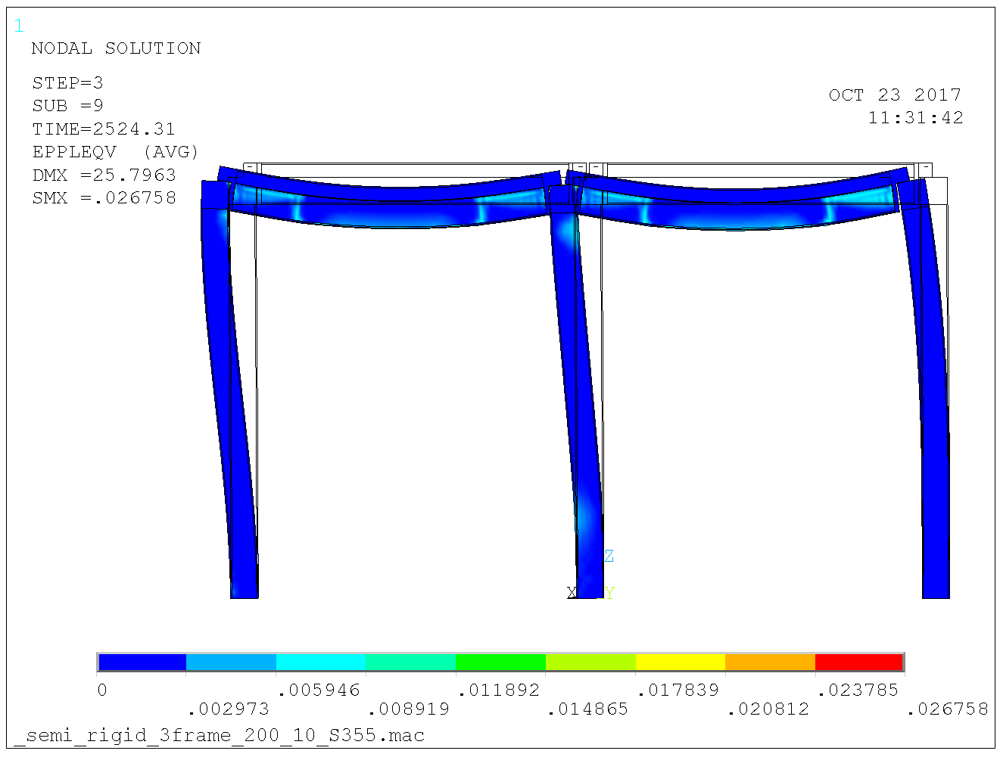 1
NODAL SOLUTION
STEP=3
SUB =9
TIME=2524.31
EPPLEQV (AVG)
DMX =25.7963
SMX =.026758
OCT 23 2017
11:31:42
Z
X Y
0 .005946 .011892 .017839 .023785
.002973 .008919 .014865 .020812 .026758
_semi_rigid_3frame_200_10_S355.mac